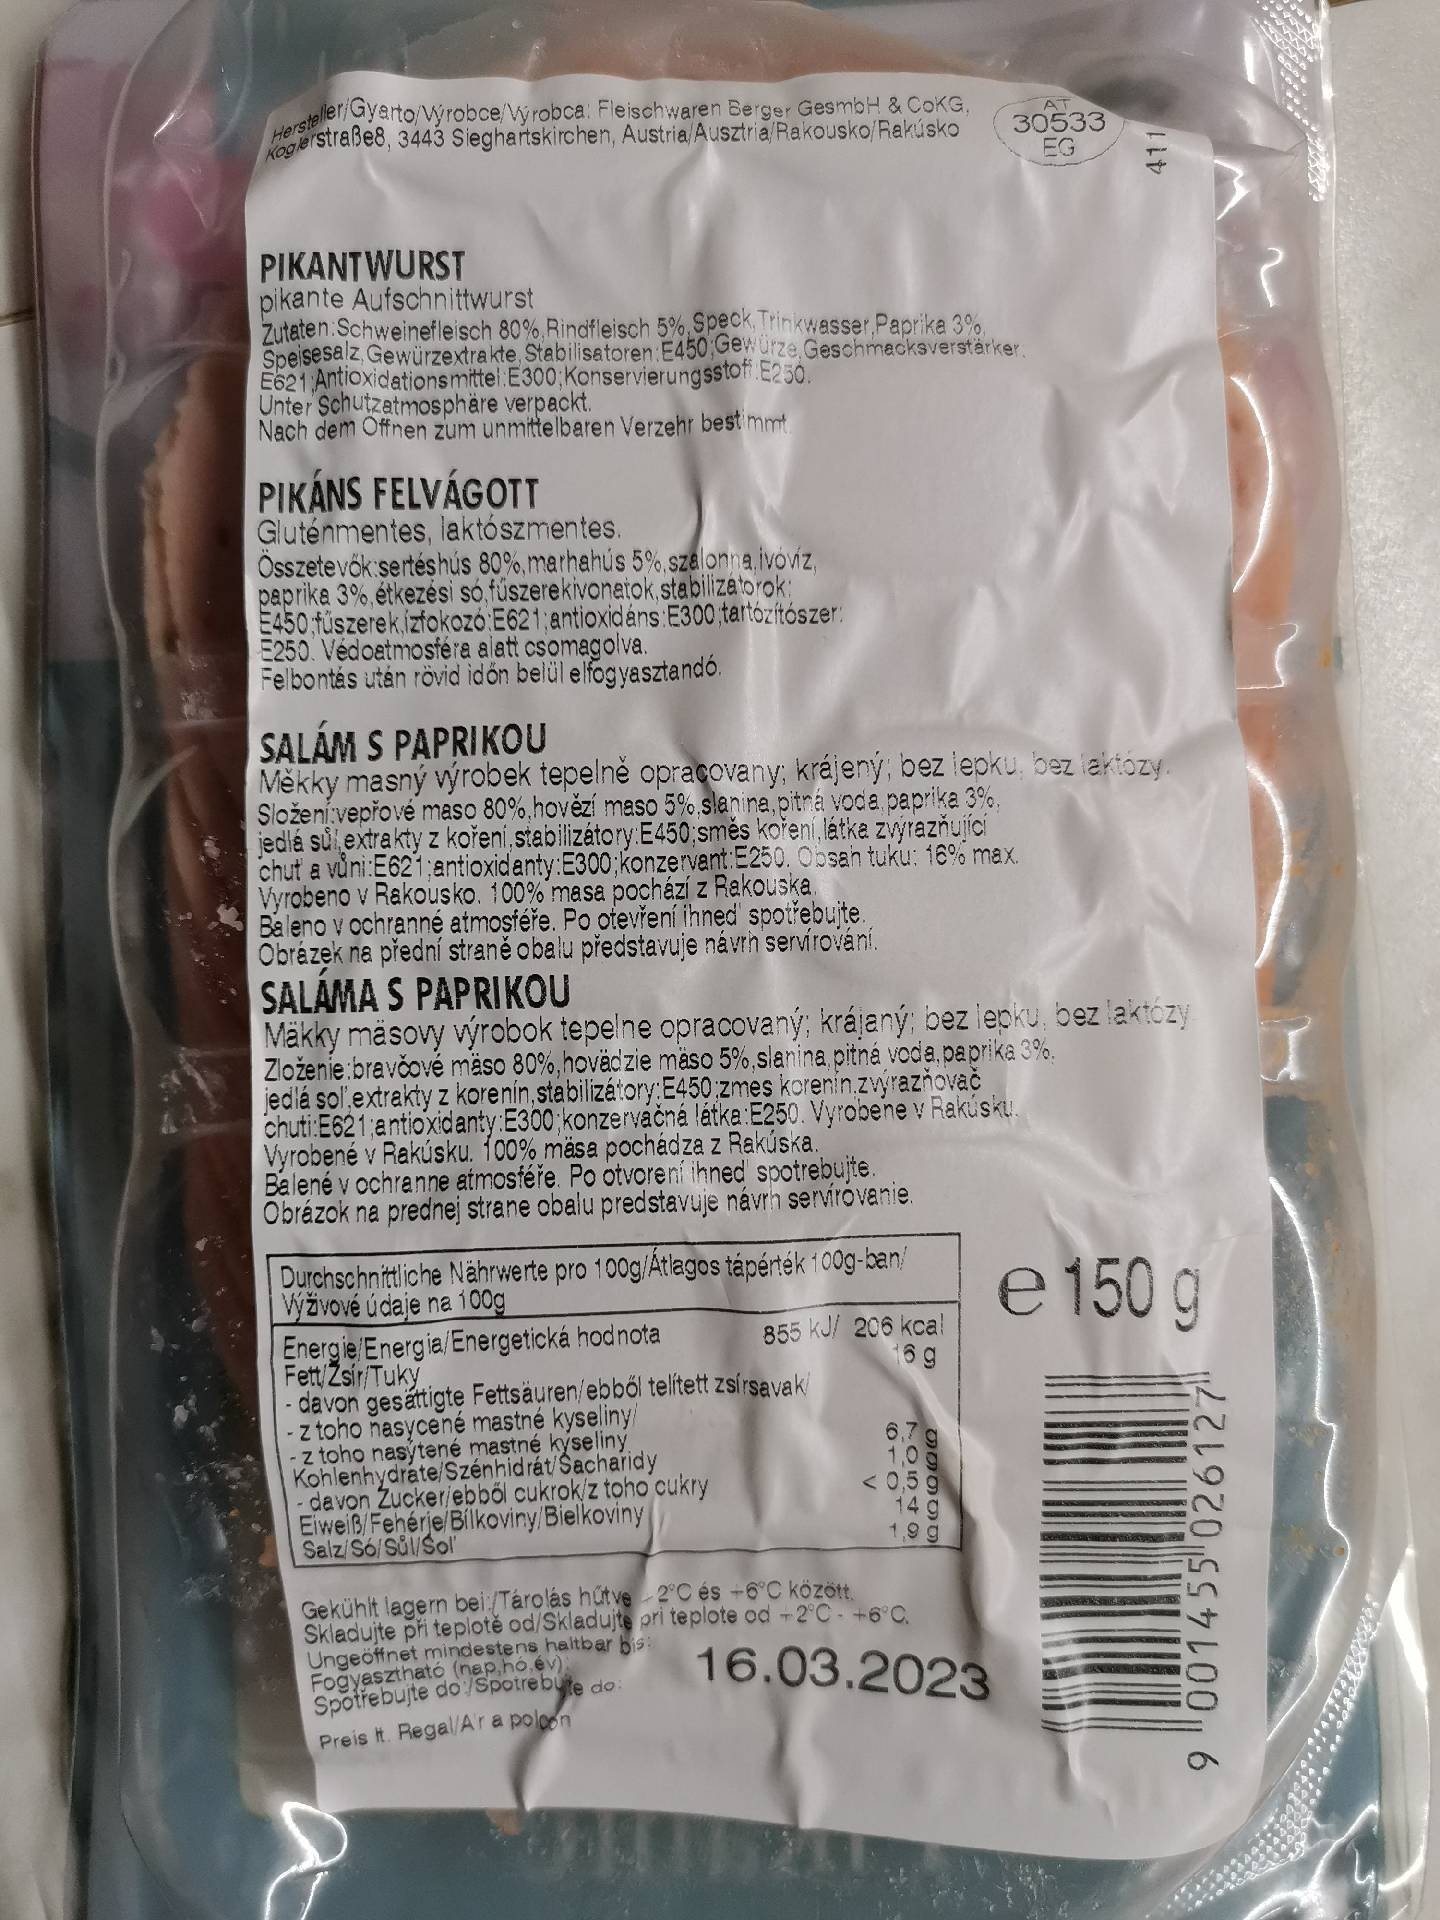 Hersteller/Gyarto/Výrobce/Výrobca: Fleischwaren Berger GesmbH & CoKG,
Koglerstraße8, 3443 Sieghartskirchen, Austria/Ausztria/Rakousko/Rakúsko
AT
30533
EG
411
PIKANTWURST
pikante Aufschnittwurst
Zutaten:Schweinefleisch 80%,Rindfleisch 5%,Speck,Trinkwasser,Paprika 3%,
Speisesalz,Gewürzextrakte,Stabilisatoren:E450;Gewürze,Geschmacksverstärker:
E621;Antioxidationsmittel:E300;Konservierungsstoff:E250.
Unter Schutzatmosphäre verpackt.
Nach dem Öffnen zum unmittelbaren Verzehr bestimmt.
PIKÁNS FELVÁGOTT
Gluténmentes, laktószmentes.
Összetevők:sertéshús 80%,marhahús 5%,szalonna,ivóvíz,
paprika 3%,étkezési só,fűszerekivonatok,stabilizátorok:
E450;fűszerek,ízfokozó:E621;antioxidáns:E300;tartózítószer:
E250. Védoatmosféra alatt csomagolva.
Felbontás után rövid időn belül elfogyasztandó.
SALÁM S PAPRIKOU
Měkky masný výrobek tepelně opracovany; krájený; bez lepku, bez laktózy.
Složení:vepřové maso 80%,hovězí maso 5%,slanina,pitná voda,paprika 3%,
jedlá sůl,extrakty z koření,stabilizátory:E450;směs koření,látka zvýrazňující
chuť a vůni:E621;antioxidanty:E300;konzervant:E250. Obsah tuku: 16% max.
Vyrobeno v Rakousko. 100% masa pochází z Rakouska.
Baleno v ochranné atmosféře. Po otevření ihned' spotřebujte.
Obrázek na přední straně obalu představuje návrh servírování.
SALÁMA S PAPRIKOU
Mäkky mäsovy výrobok tepelne opracovaný; krájaný; bez lepku, bez laktózy
Zloženie:bravčové mäso 80%,hovädzie mäso 5%,slanina,pitná voda,paprika 3%,
jedlá soľ,extrakty z korenín,stabilizátory:E450;zmes korenín,zvýrazňovač
chuti:E621;antioxidanty:E300;konzervačná látka:E250. Vyrobene v Rakúsku.
Vyrobené v Rakúsku. 100% mäsa pochádza z Rakúska.
Balené v ochranne atmosféře. Po otvorení ihned' spotrebujte.
Obrázok na prednej strane obalu predstavuje návrh servírovanie.
Durchschnittliche Nährwerte pro 100g/Átlagos tápérték 100g-ban/
Výživové údaje na 100g
Energie/Energia/Energetická hodnota 855 kJ/ 206 kcal
Fett/Zsír/Tuky 16 g
- davon gesättigte Fettsäuren/ebből telített zsírsavak/
- z toho nasycené mastné kyseliny/
- z toho nasýtené mastné kyseliny 6,7 g
Kohlenhydrate/Szénhidrát/Sacharidy 1,0 g
- davon Zucker/ebből cukrok/z toho cukry < 0,5 g
Eiweiß/Fehérje/Bílkoviny/Bielkoviny 14 g
Salz/Só/Sůl/Soľ 1,9 g
e 150 g
9 001455 026127
Gekühlt lagern bei:/Tárolás hűtve +2°C és +6°C között.
Skladujte při teplotě od/Skladujte pri teplote od +2°C - +6°C.
Ungeöffnet mindestens haltbar bis:
Fogyasztható (nap,hó,év):
Spotřebujte do:/Spotrebujte do:
16.03.2023
Preis lt. Regal/Ár a polcon